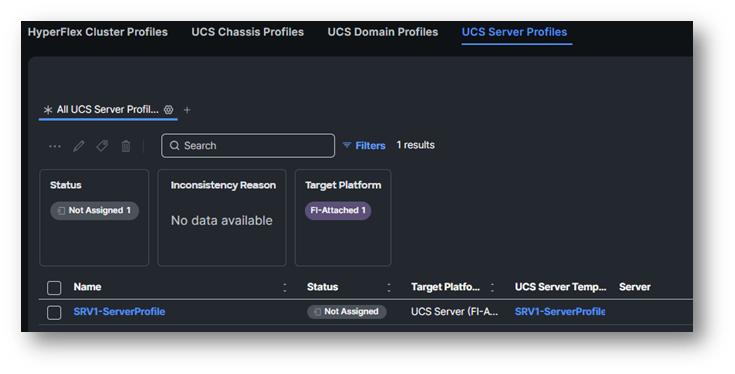 HyperFlex Cluster Profiles UCS Chassis Profiles UCS Domain Profiles UCS Server Profiles
All UCS Server Profil... +
... Search Filters 1 results
Status Inconsistency Reason Target Platform
Not Assigned 1 No data available FI-Attached 1
Name Status Target Platfo... UCS Server Temp... Server
SRV1-ServerProfile Not Assigned UCS Server (FI-A... SRV1-ServerProfile